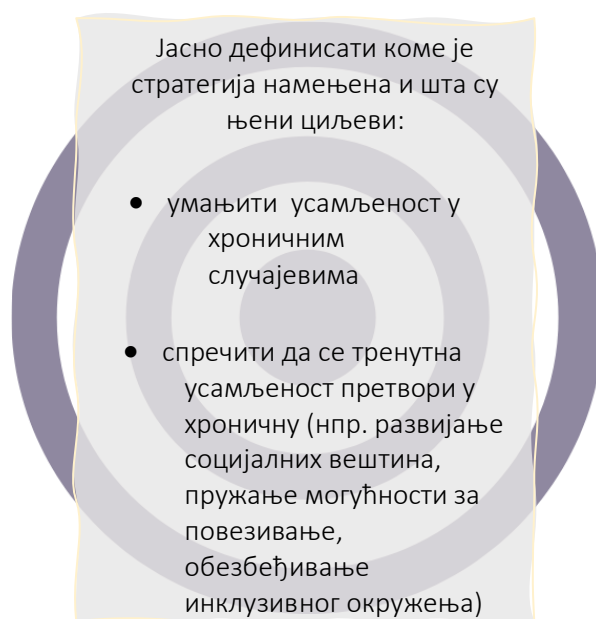 Јасно дефинисати коме је
стратегија намењена и шта су
њени циљеви:
• умањити усамљеност у
хроничним
случајевима
• спречити да се тренутна
усамљеност претвори у
хроничну (нпр. развијање
социјалних вештина,
пружање могућности за
повезивање,
обезбеђивање
инклузивног окружења)